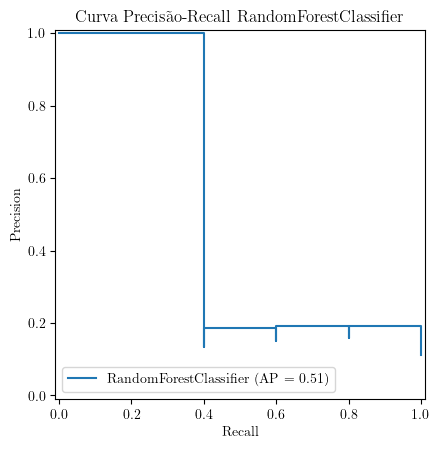 Curva Precisão-Recall RandomForestClassifier
1.0
0.8
0.6
0.4
0.2
0.0
Precision
RandomForestClassifier (AP = 0.51)
0.0 0.2 0.4 0.6 0.8 1.0
Recall